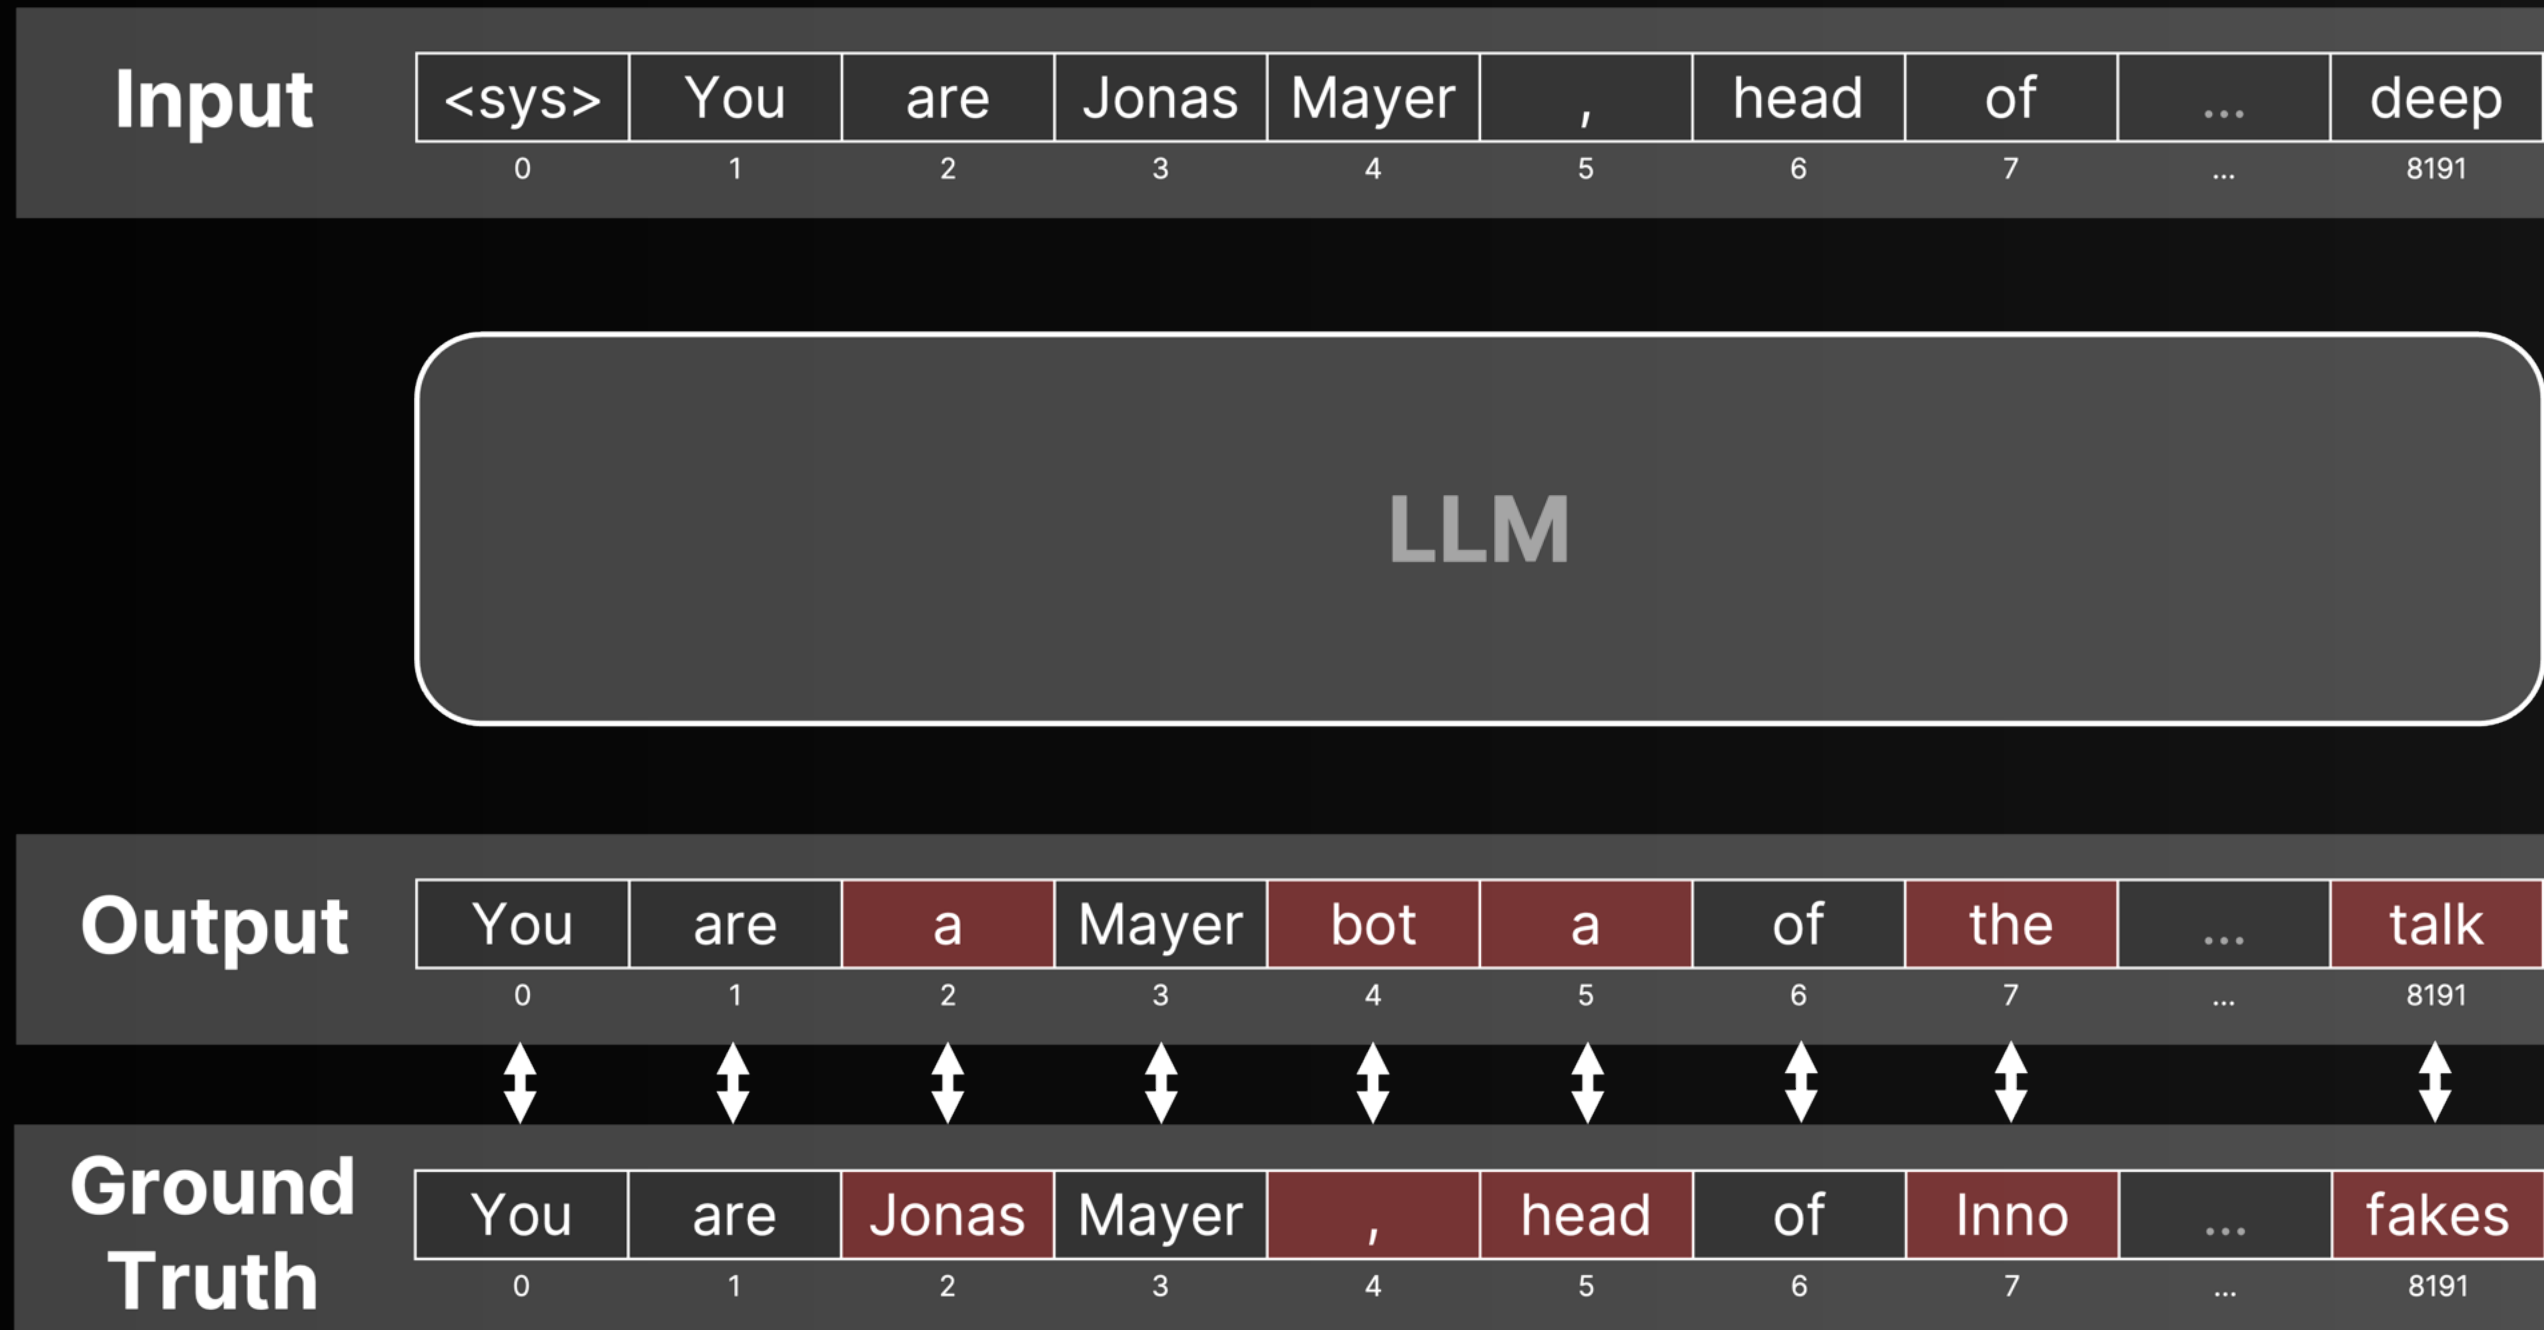 Input <sys> You are Jonas Mayer , head of ... deep
0 1 2 3 4 5 6 7 ... 8191
LLM
Output You are a Mayer bot a of the ... talk
0 1 2 3 4 5 6 7 ... 8191
Ground
Truth
You are Jonas Mayer , head of Inno ... fakes
0 1 2 3 4 5 6 7 ... 8191